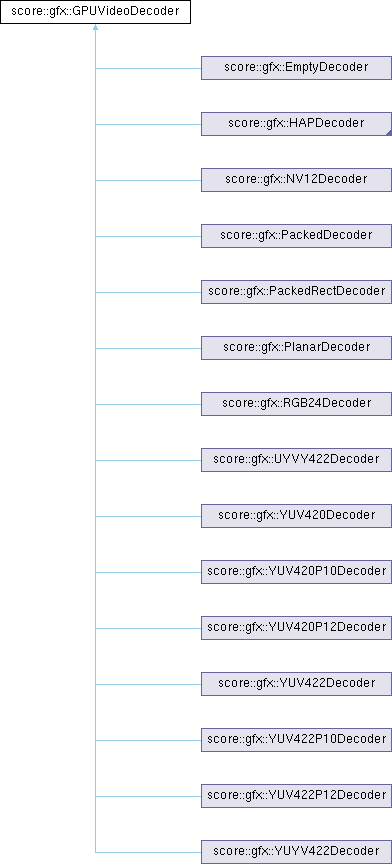 score::gfx::GPUVideoDecoder
score::gfx::EmptyDecoder
score::gfx::HAPDecoder
score::gfx::NV12Decoder
score::gfx::PackedDecoder
score::gfx::PackedRectDecoder
score::gfx::PlanarDecoder
score::gfx::RGB24Decoder
score::gfx::UYVY422Decoder
score::gfx::YUV420Decoder
score::gfx::YUV420P10Decoder
score::gfx::YUV420P12Decoder
score::gfx::YUV422Decoder
score::gfx::YUV422P10Decoder
score::gfx::YUV422P12Decoder
score::gfx::YUYV422Decoder